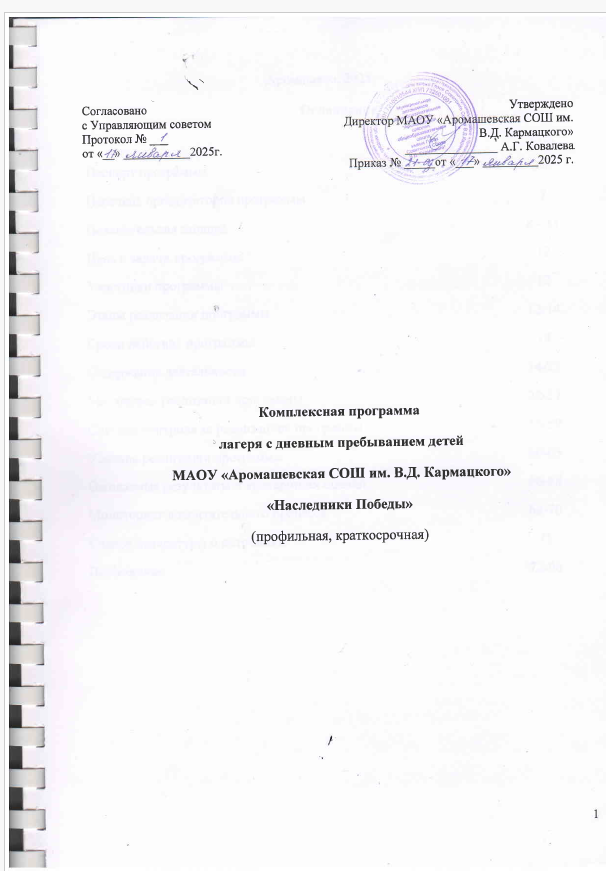 Согласовано
с Управляющим советом
Протокол № 1
от «17» января 2025г.
Утверждено
Директор МАОУ «Аромашевская СОШ им.
В.Д. Кармацкого»
А.Г. Ковалева
Приказ № от «17» января 2025 г.
Комплексная программа
лагеря с дневным пребыванием детей
МАОУ «Аромашевская СОШ им. В.Д. Кармацкого»
«Наследники Победы»
(профильная, краткосрочная)
1